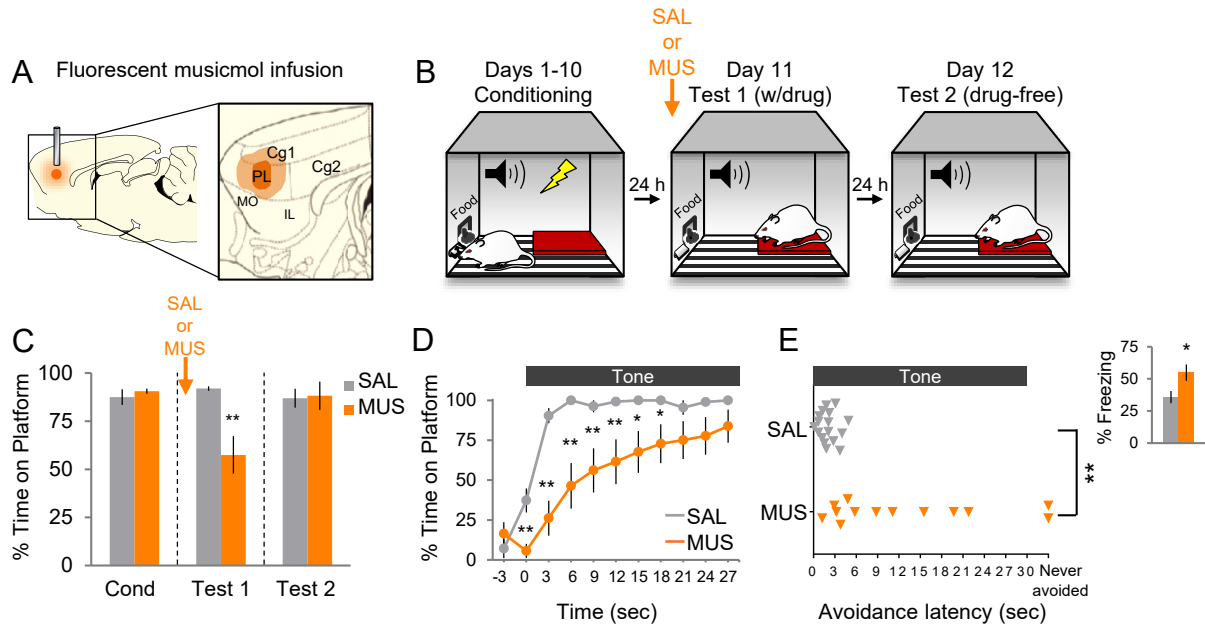 A
Fluorescent musicmol infusion
Cg1
Cg2
PL
MO
IL
B
SAL
or
MUS
Days 1-10
Conditioning
Day 11
Test 1 (w/drug)
Day 12
Test 2 (drug-free)
Food
24 h
Food
24 h
Food
C
SAL
or
MUS
% Time on Platform
100
75
50
25
0
**
SAL
MUS
Cond
Test 1
Test 2
D
Tone
% Time on Platform
100
75
50
25
0
** ** ** ** ** * *
SAL
MUS
-3 0 3 6 9 12 15 18 21 24 27
Time (sec)
E
Tone
SAL
MUS
**
0 3 6 9 12 15 18 21 24 27 30 Never
avoided
Avoidance latency (sec)
% Freezing
75
50
25
0
*